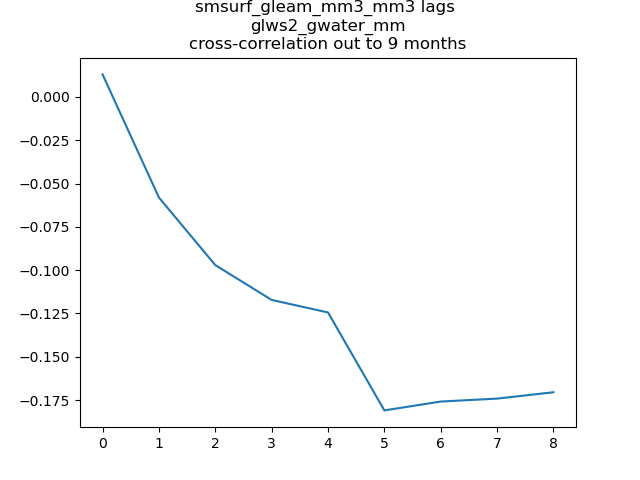 smsurf_gleam_mm3_mm3 lags
glws2_gwater_mm
cross-correlation out to 9 months
0.000
−0.025
−0.050
−0.075
−0.100
−0.125
−0.150
−0.175
0 1 2 3 4 5 6 7 8